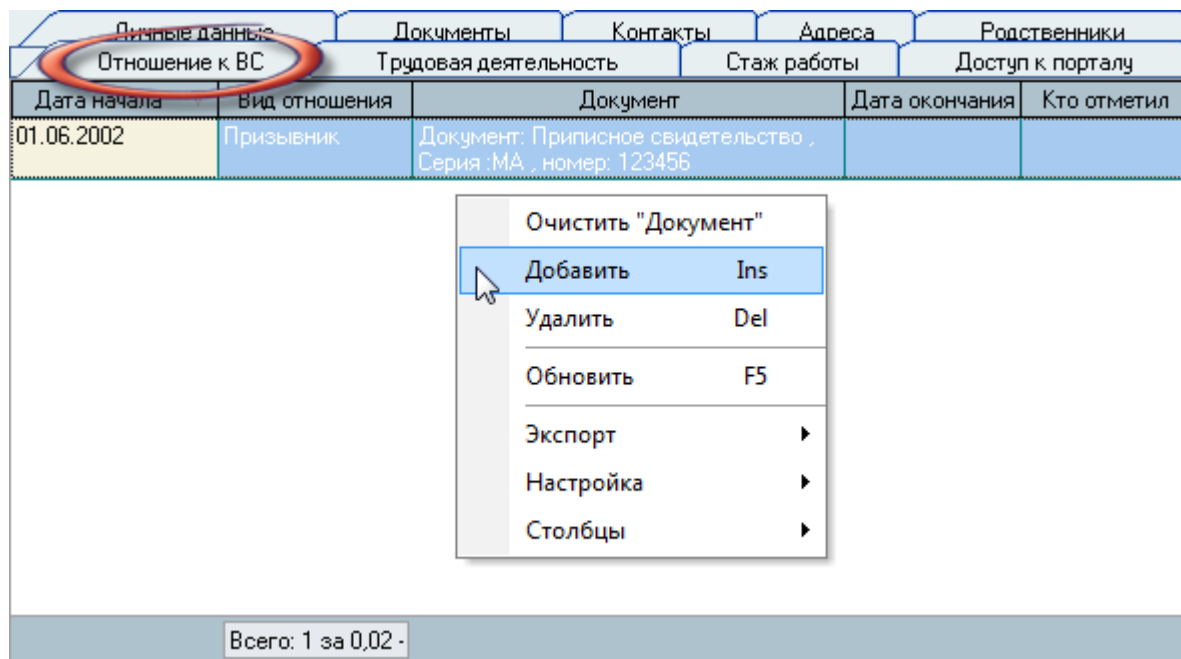 Личные данные Документы Контакты Адреса Родственники
Отношение к ВС Трудовая деятельность Стаж работы Доступ к порталу
Дата начала Вид отношения Документ Дата окончания Кто отметил
01.06.2002 Призывник Документ: Приписное свидетельство ,
Серия :МА , номер: 123456
Очистить "Документ"
Добавить Ins
Удалить Del
Обновить F5
Экспорт
Настройка
Столбцы
Всего: 1 за 0,02 -